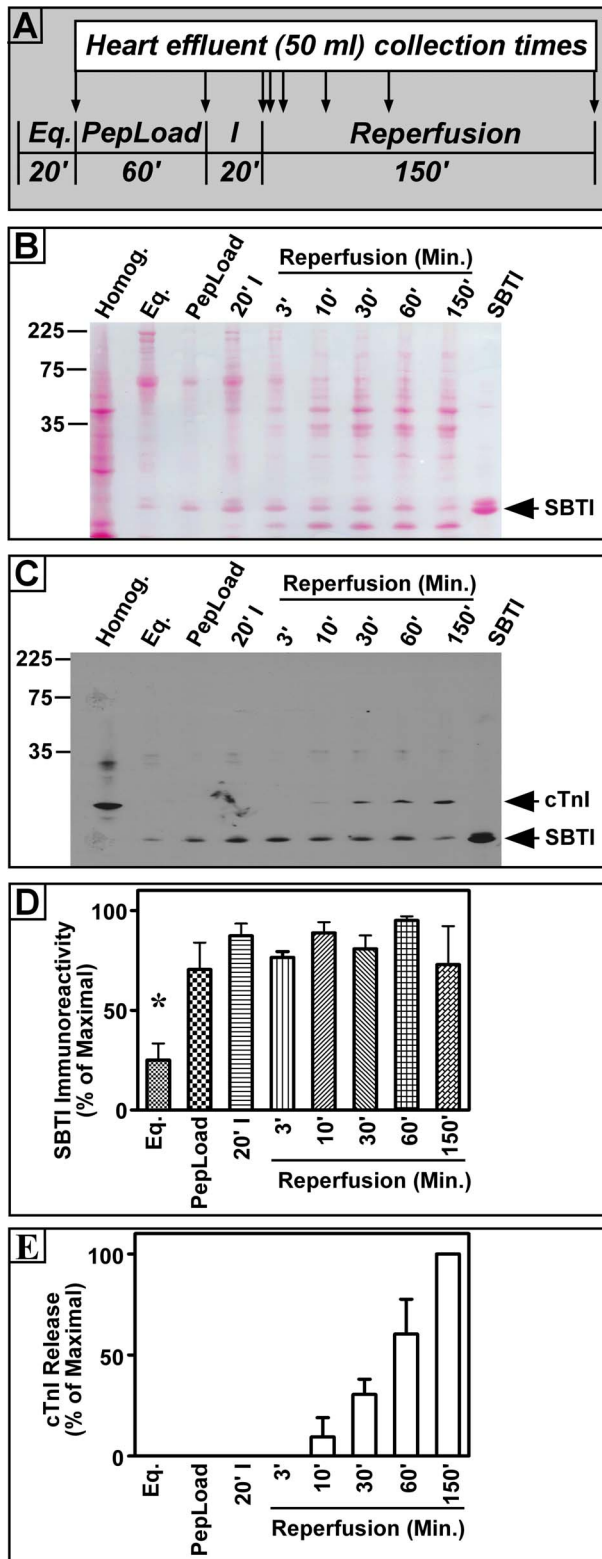 A
Heart effluent (50 ml) collection times
Eq. PepLoad I Reperfusion
20' 60' 20' 150'
B
Homog. Eq. PepLoad 20' I Reperfusion (Min.) 3' 10' 30' 60' 150' SBTI
225
75
35
SBTI
C
Homog. Eq. PepLoad 20' I Reperfusion (Min.) 3' 10' 30' 60' 150' SBTI
225
75
35
cTnI
SBTI
D
SBTI Immunoreactivity
(% of Maximal)
100
50
0
*
Eq. PepLoad 20' I 3' 10' 30' 60' 150'
Reperfusion (Min.)
E
cTnI Release
(% of Maximal)
100
50
0
Eq. PepLoad 20' I 3' 10' 30' 60' 150'
Reperfusion (Min.)